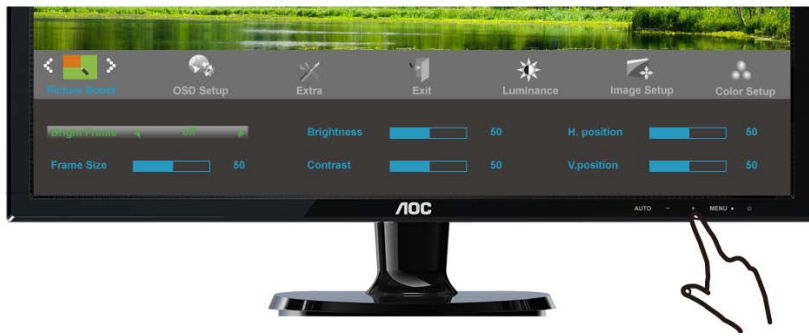 Picture Boost OSD Setup Extra Exit Luminance Image Setup Color Setup
Bright Frame Off Brightness 50 H. position 50
Frame Size 50 Contrast 50 V.position 50
AOC
AUTO - + MENU